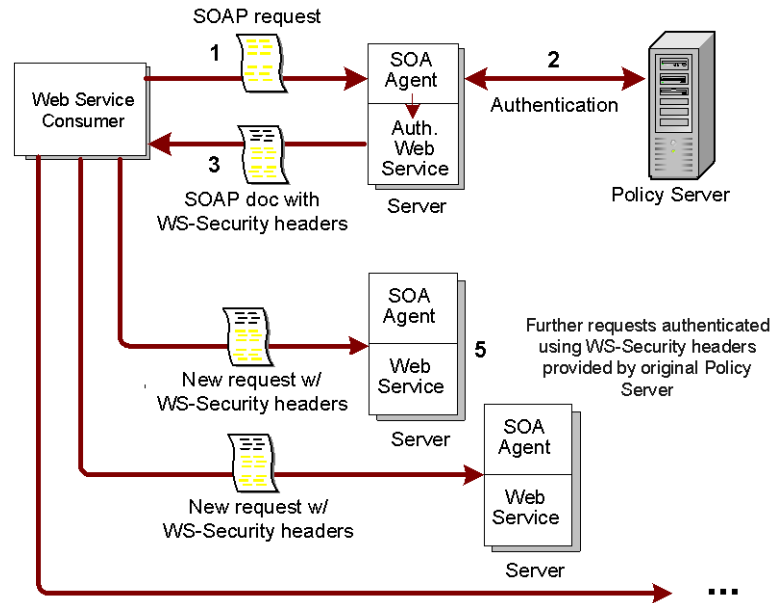 SOAP request
1
SOA
Agent
2
Web Service
Consumer
Authentication
Auth.
Web
Service
3
SOAP doc with
WS-Security headers
Server
Policy Server
SOA
Agent
Web
Service
5
Further requests authenticated
using WS-Security headers
provided by original Policy
Server
New request w/
WS-Security headers
Server
SOA
Agent
Web
Service
New request w/
WS-Security headers
Server
...